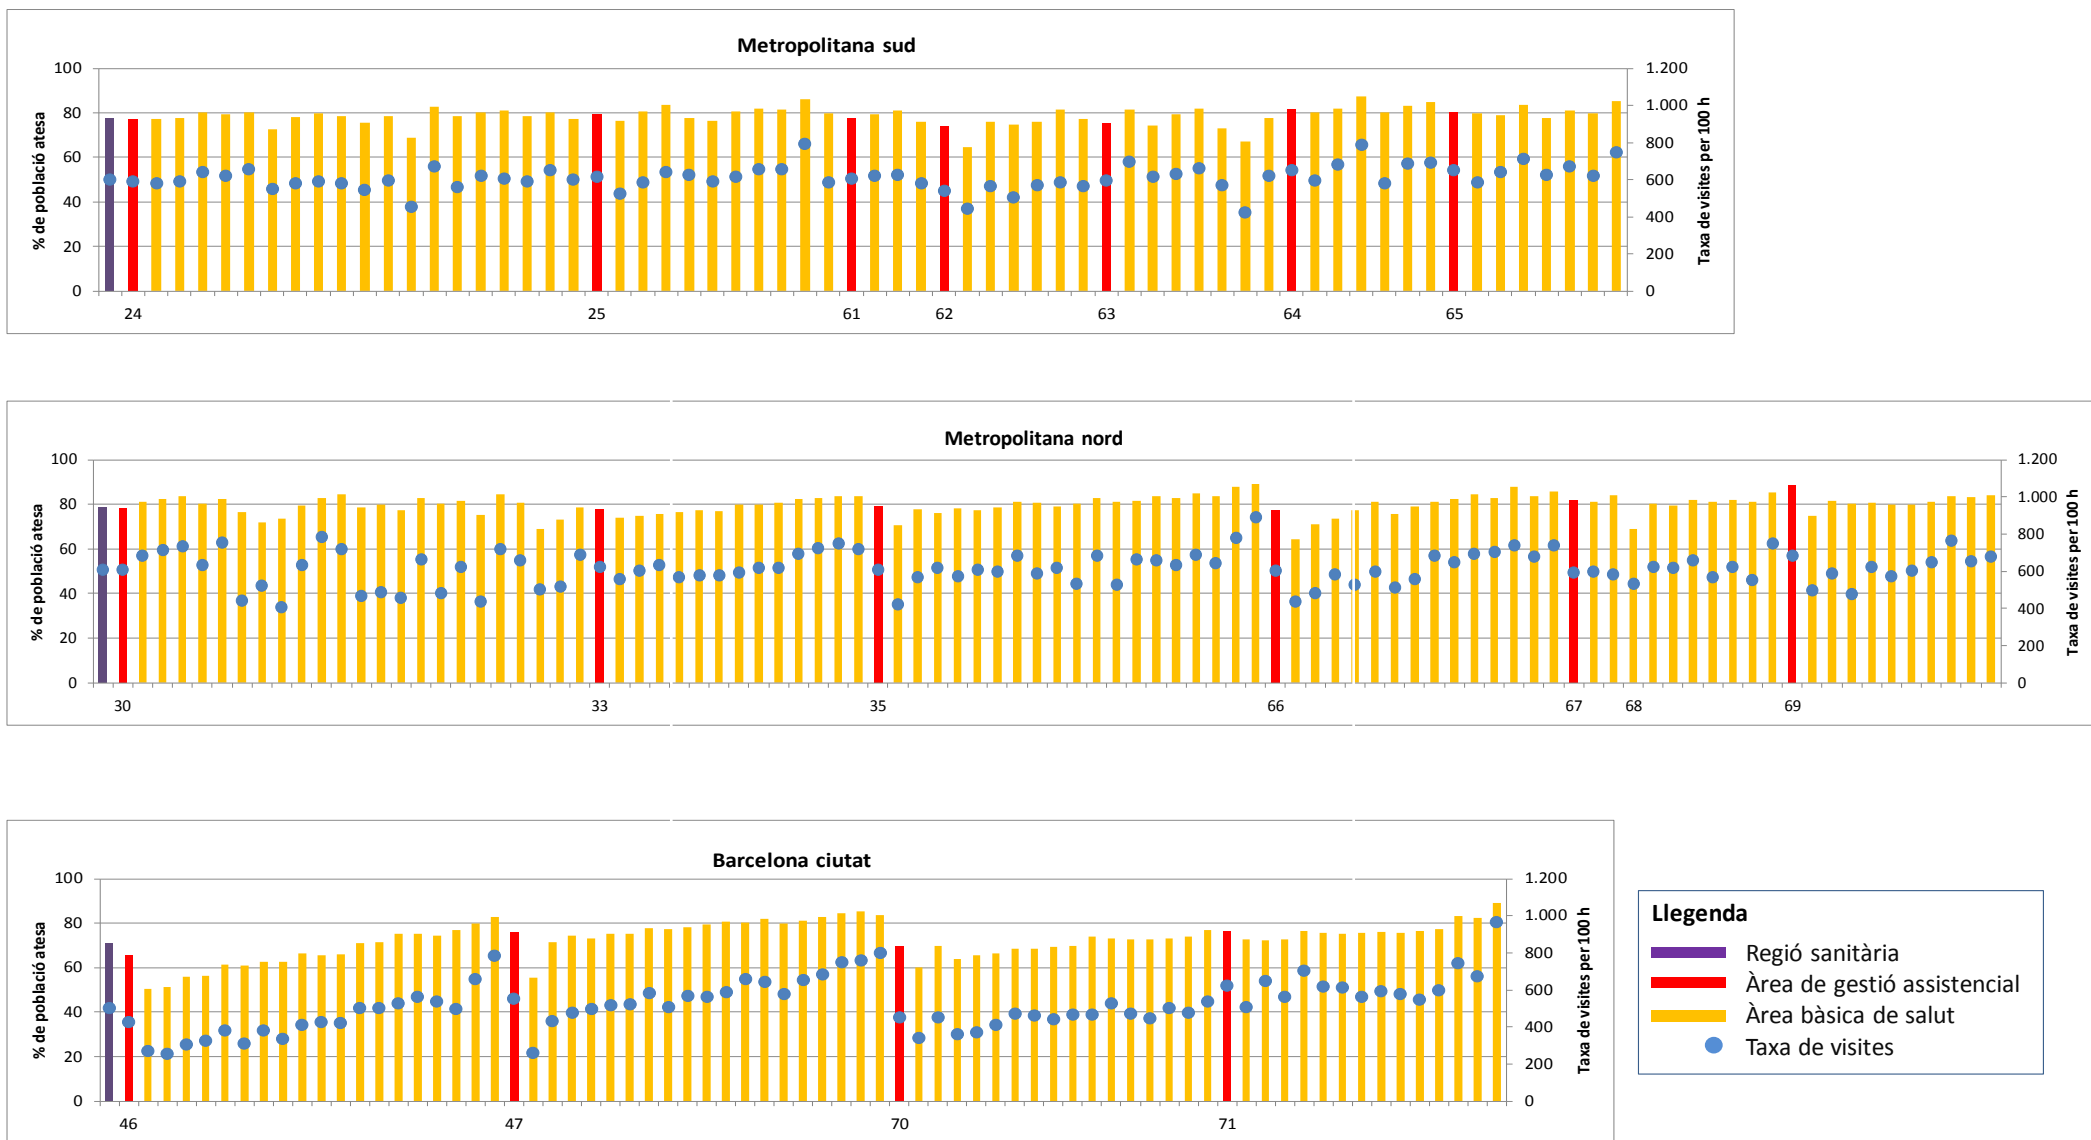 Metropolitana sud
100 1.200
80 1.000
60 800
40 600
20 400
0 200
0
% de població atesa
Taxa de visites per 100 h
24 25 61 62 63 64 65
Metropolitana nord
100 1.200
80 1.000
60 800
40 600
20 400
0 200
0
% de població atesa
Taxa de visites per 100 h
30 33 35 66 67 68 69
Barcelona ciutat
100 1.200
80 1.000
60 800
40 600
20 400
0 200
0
% de població atesa
Taxa de visites per 100 h
46 47 70 71
Llegenda
Regió sanitària
Àrea de gestió assistencial
Àrea bàsica de salut
Taxa de visites